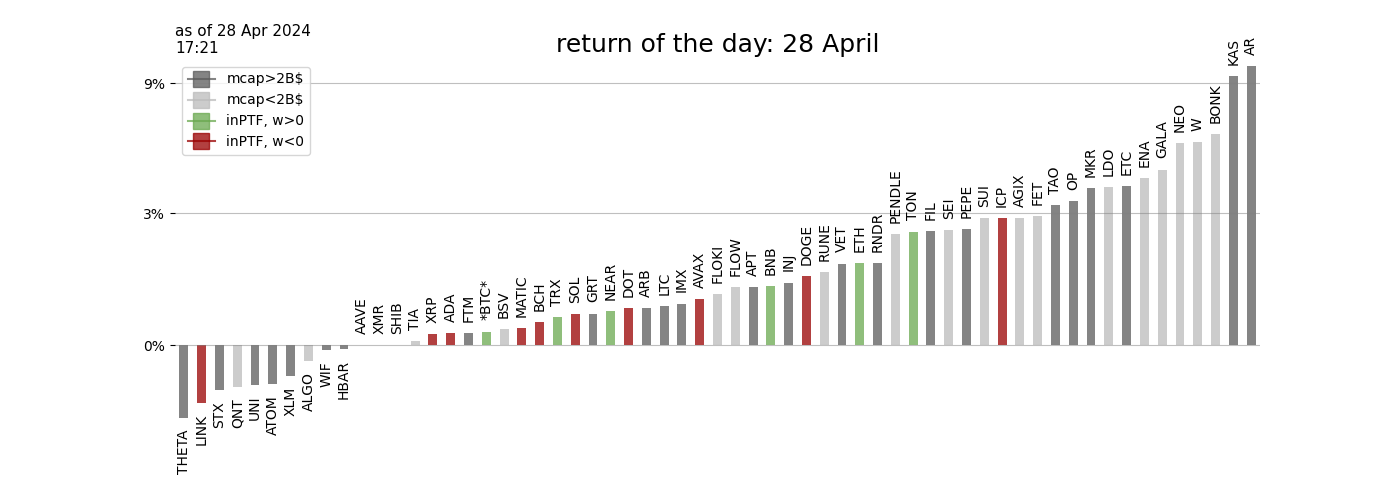 as of 28 Apr 2024
17:21
return of the day: 28 April
mcap>2B$
mcap<2B$
inPTF, w>0
inPTF, w<0
9%
3%
0%
THETA
LINK
STX
QNT
UNI
ATOM
XLM
ALGO
WIF
HBAR
AAVE
XMR
SHIB
TIA
XRP
ADA
FTM
*BTC*
BSV
MATIC
BCH
TRX
SOL
GRT
NEAR
DOT
ARB
LTC
IMX
AVAX
FLOKI
FLOW
APT
BNB
INJ
DOGE
RUNE
VET
ETH
RNDR
PENDLE
TON
FIL
SEI
PEPE
SUI
ICP
AGIX
FET
TAO
OP
MKR
LDO
ETC
ENA
GALA
NEO
W
BONK
KAS
AR